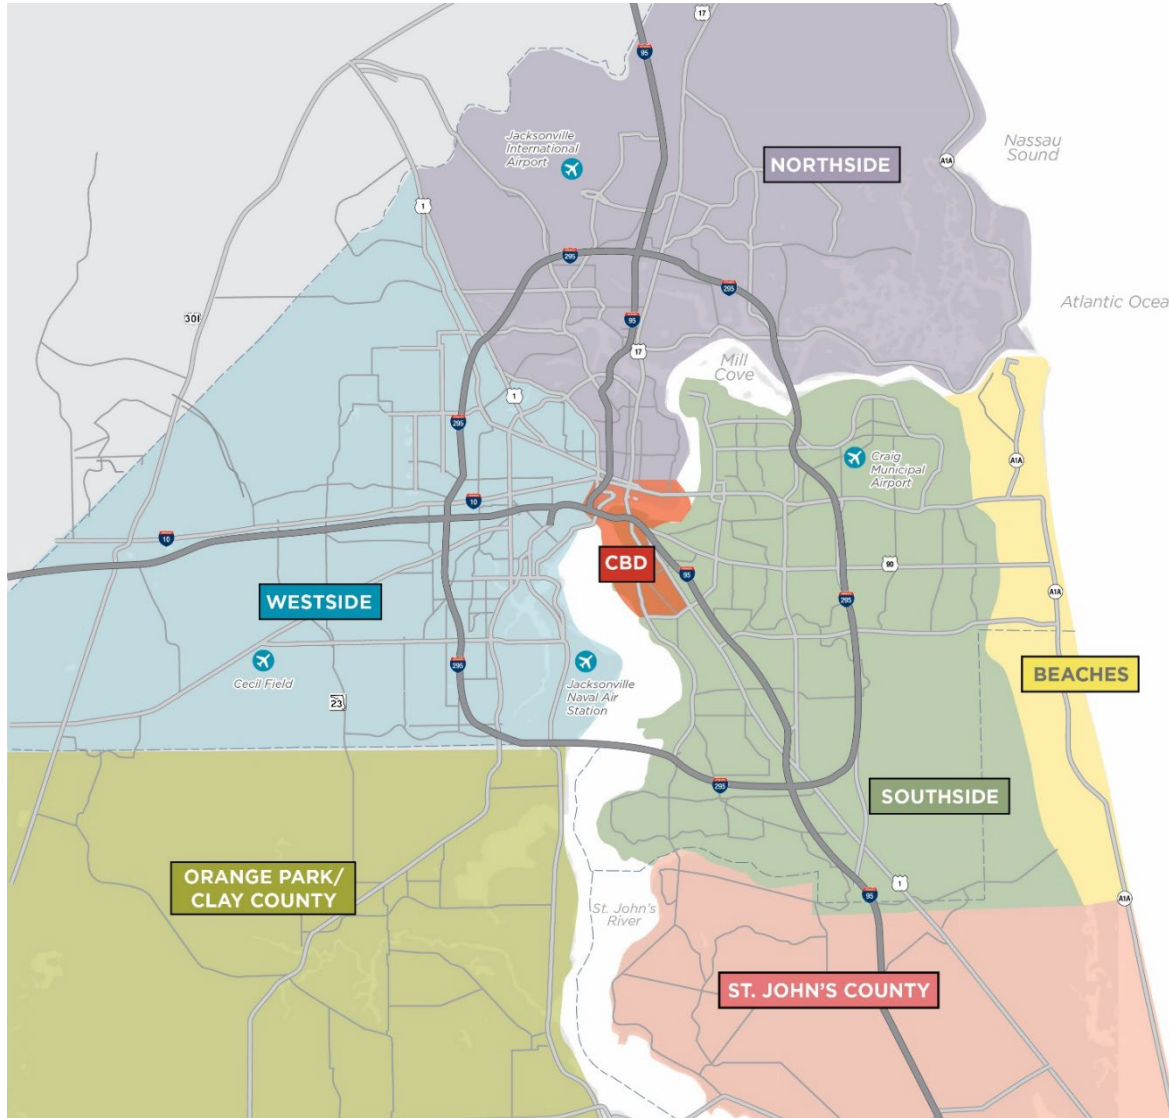 17
95
Jacksonville
International
Airport
Nassau
Sound
A1A
NORTHSIDE
1
295
295
Atlantic Ocea
301
95
17
Mill
Cove
1
295
A1A
Craig
Municipal
Airport
10
10
CBD
95
90
295
A1A
WESTSIDE
Cecil Field
295
Jacksonville
Naval Air
Station
BEACHES
23
295
SOUTHSIDE
ORANGE PARK/
CLAY COUNTY
1
95
A1A
St. John's
River
ST. JOHN'S COUNTY